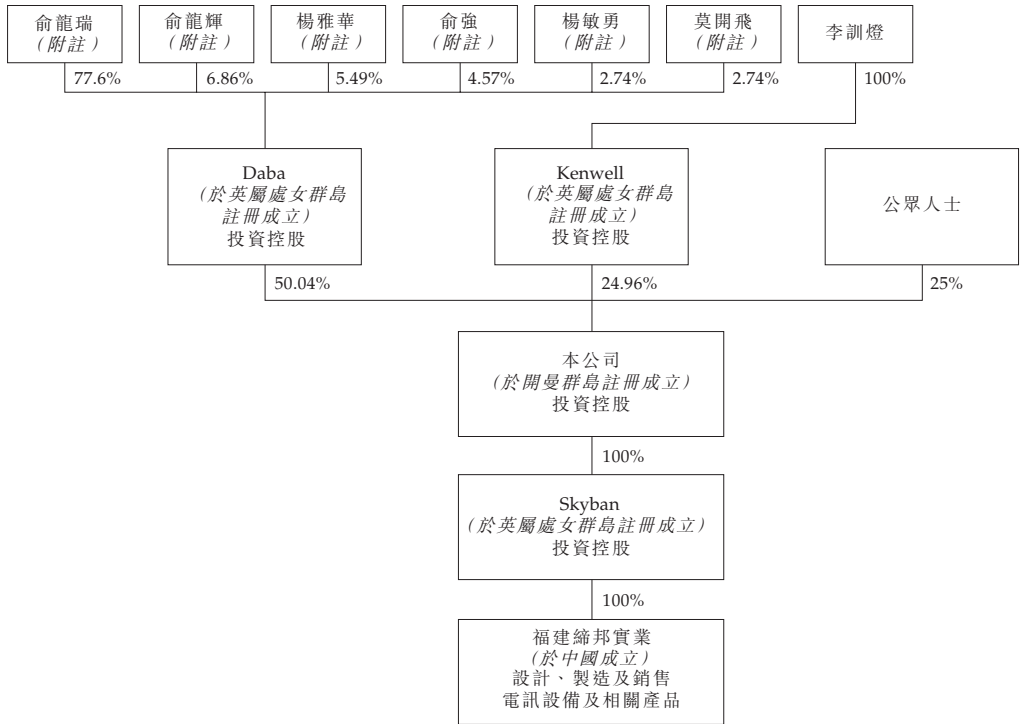 俞龍瑞
（附註）
俞龍輝
（附註）
楊雅華
（附註）
俞強
（附註）
楊敏勇
（附註）
莫開飛
（附註）
李訓燈
77.6%
6.86%
5.49%
4.57%
2.74%
2.74%
100%
Daba
（於英屬處女群島
註冊成立）
投資控股
Kenwell
（於英屬處女群島
註冊成立）
投資控股
公眾人士
50.04%
24.96%
25%
本公司
（於開曼群島註冊成立）
投資控股
100%
Skyban
（於英屬處女群島註冊成立）
投資控股
100%
福建締邦實業
（於中國成立）
設計、製造及銷售
電訊設備及相關產品